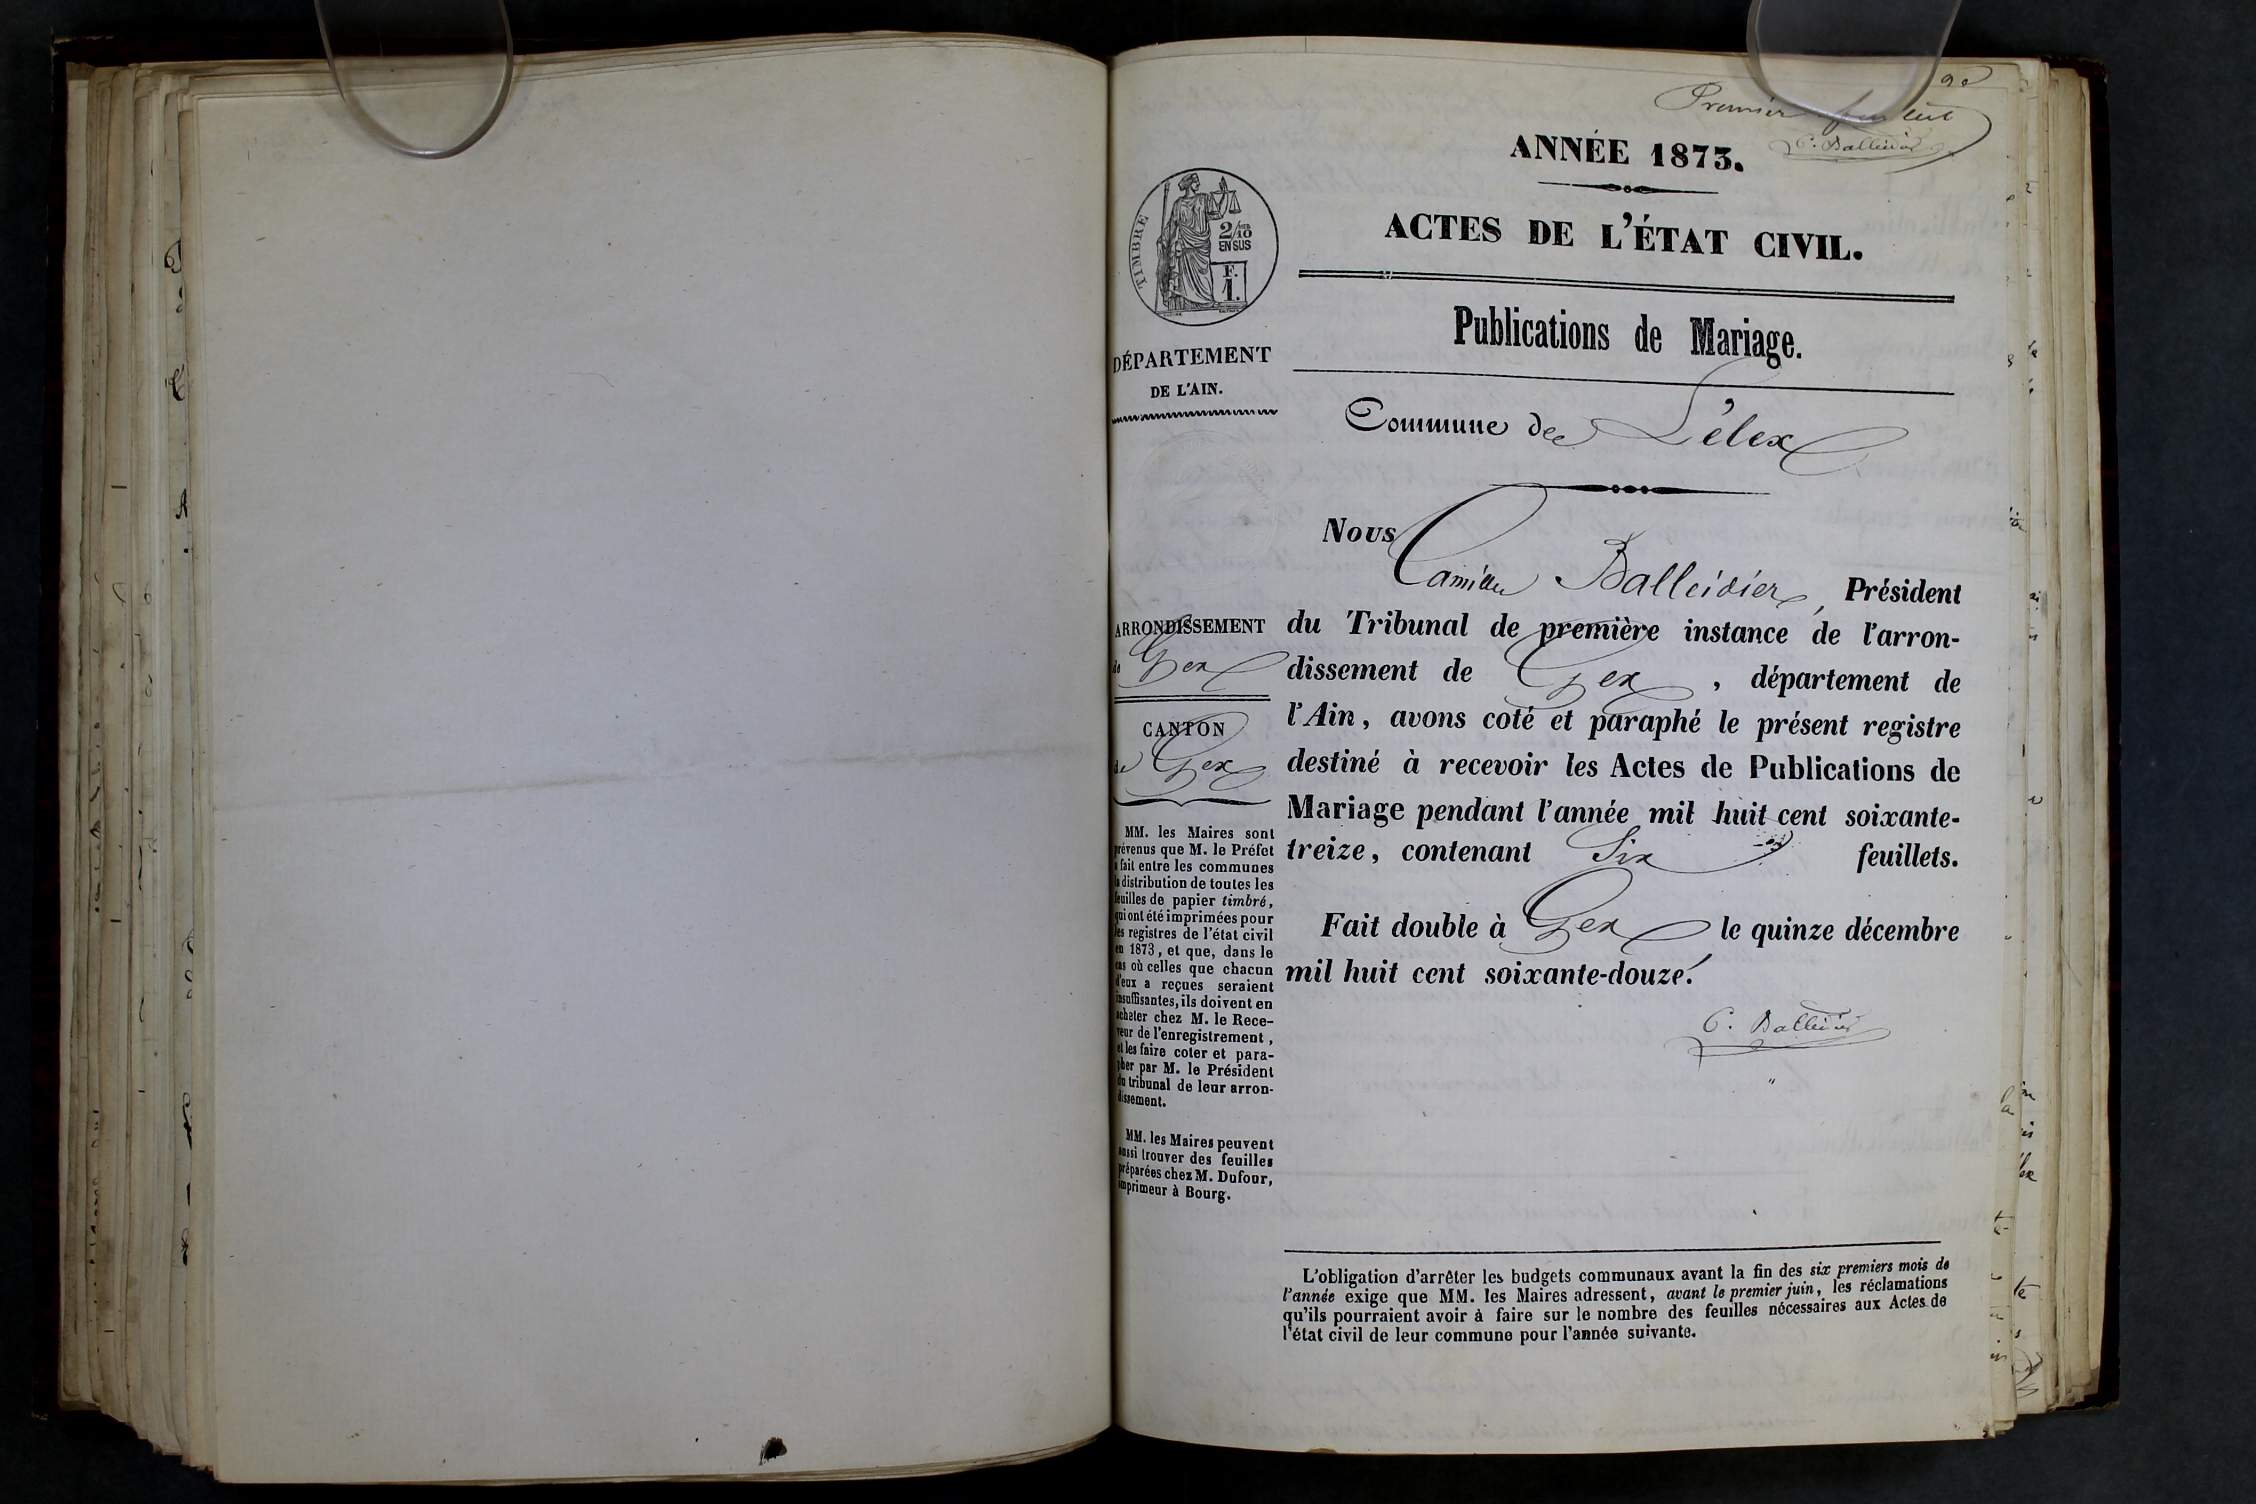 Premier feuillet
C. Balleidier
ANNÉE 1873.
ACTES DE L'ÉTAT CIVIL.
TIMBRE
2/10
EN SUS
F.
1.
Publications de Mariage.
DÉPARTEMENT
DE L'AIN.
Commune de Lélex
Nous
Camille Balleidier, Président
du Tribunal de première instance de l'arron-
dissement de Gex, département de
l'Ain, avons coté et paraphé le présent registre
destiné à recevoir les Actes de Publications de
Mariage pendant l'année mil huit cent soixante-
treize, contenant Six feuillets.
Fait double à Gex le quinze décembre
mil huit cent soixante-douze.
C. Balleidier
ARRONDISSEMENT
de Gex
CANTON
de Gex
MM. les Maires sont
prévenus que M. le Préfet
a fait entre les communes
la distribution de toutes les
feuilles de papier timbré,
qui ont été imprimées pour
les registres de l'état civil
en 1873, et que, dans le
cas où celles que chacun
d'eux a reçues seraient
insuffisantes, ils doivent en
acheter chez M. le Rece-
veur de l'enregistrement,
et les faire coter et para-
pher par M. le Président
du tribunal de leur arron-
dissement.
MM. les Maires peuvent
aussi trouver des feuilles
préparées chez M. Dufour,
imprimeur à Bourg.
L'obligation d'arrêter les budgets communaux avant la fin des six premiers mois de
l'année exige que MM. les Maires adressent, avant le premier juin, les réclamations
qu'ils pourraient avoir à faire sur le nombre des feuilles nécessaires aux Actes de
l'état civil de leur commune pour l'année suivante.